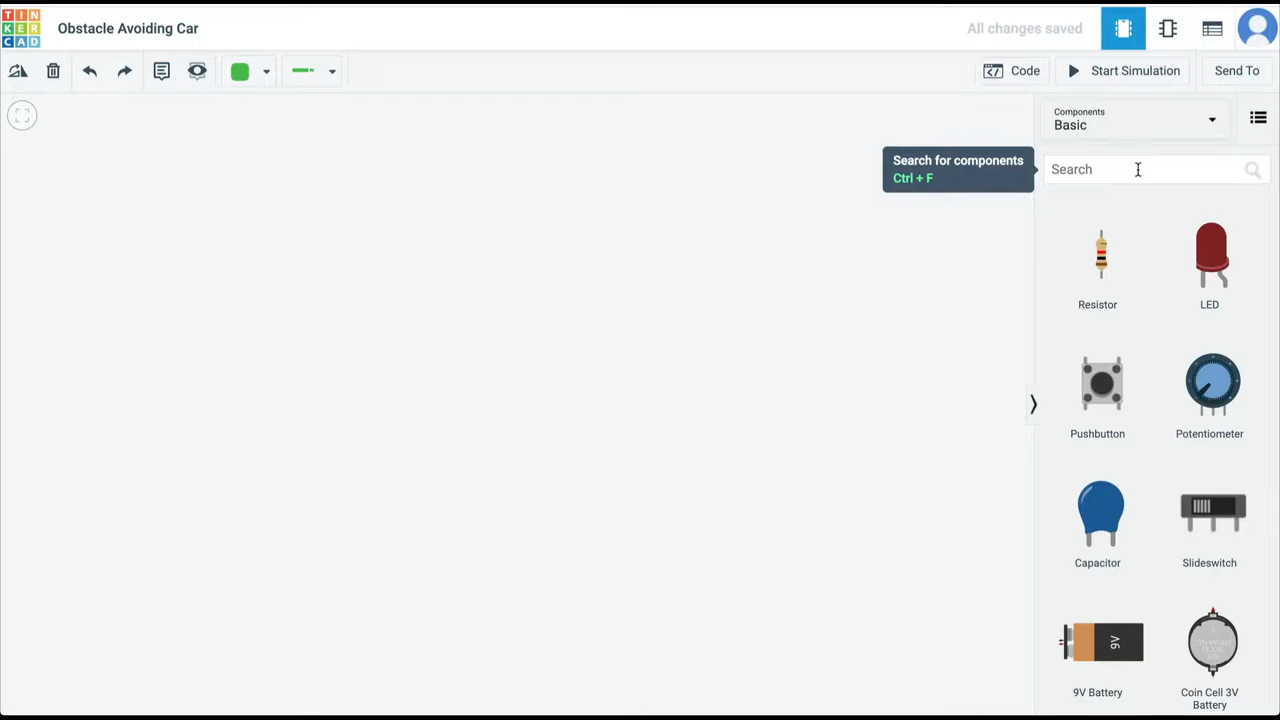 TIN
KER
CAD
Obstacle Avoiding Car
All changes saved
Code
Start Simulation
Send To
Components
Basic
Search for components
Ctrl + F
Search
Resistor
LED
Pushbutton
Potentiometer
Capacitor
Slideswitch
9V
9V Battery
Coin Cell 3V
Battery